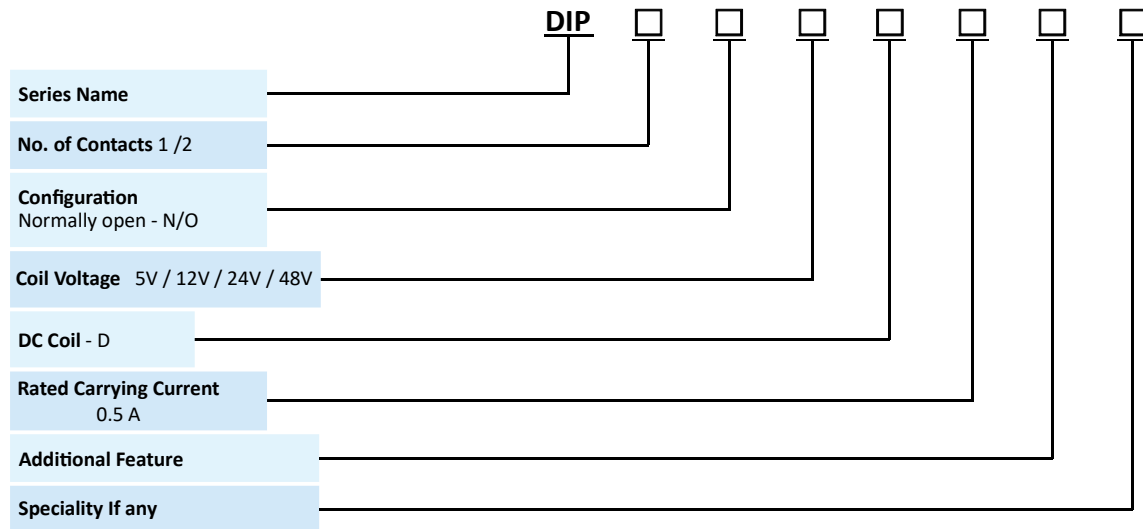 DIP □ □ □ □ □ □ □
Series Name
No. of Contacts 1 /2
Configuration
Normally open - N/O
Coil Voltage 5V / 12V / 24V / 48V
DC Coil - D
Rated Carrying Current
0.5 A
Additional Feature
Speciality If any